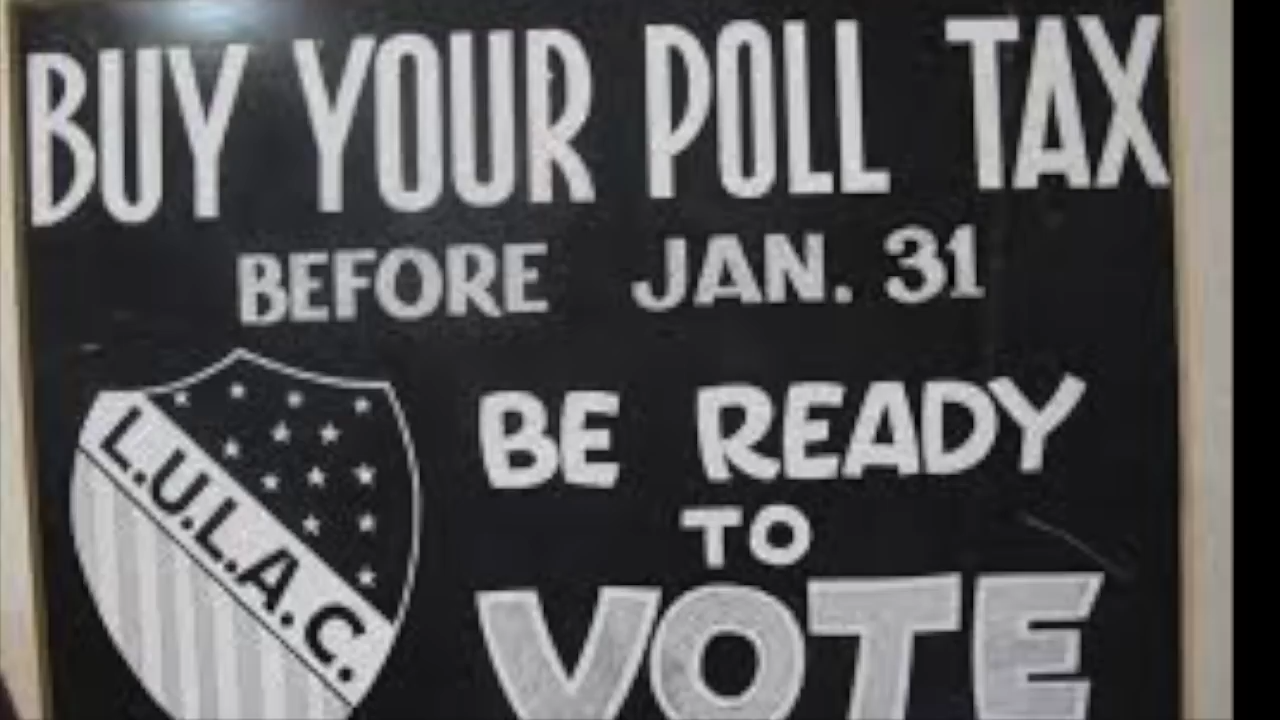 BUY YOUR POLL TAX
BEFORE JAN. 31
L.U.L.A.C.
BE READY
TO
VOTE